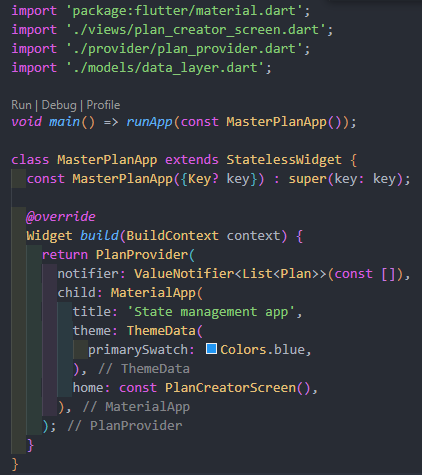 import 'package:flutter/material.dart';
import './views/plan_creator_screen.dart';
import './provider/plan_provider.dart';
import './models/data_layer.dart';
Run | Debug | Profile
void main() => runApp(const MasterPlanApp());
class MasterPlanApp extends StatelessWidget {
const MasterPlanApp({Key? key}) : super(key: key);
@override
Widget build(BuildContext context) {
return PlanProvider(
notifier: ValueNotifier<List<Plan>>(const []),
child: MaterialApp(
title: 'State management app',
theme: ThemeData(
primarySwatch: Colors.blue,
), // ThemeData
home: const PlanCreatorScreen(),
), // MaterialApp
); // PlanProvider
}
}